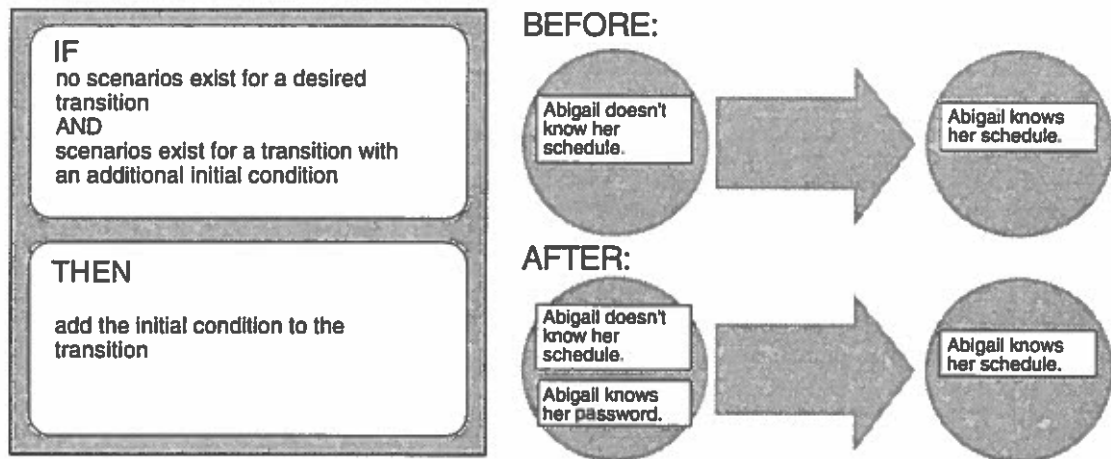 IF
no scenarios exist for a desired
transition
AND
scenarios exist for a transition with
an additional initial condition
THEN
add the initial condition to the
transition
BEFORE:
Abigail doesn't
know her
schedule.
Abigail knows
her schedule.
AFTER:
Abigail doesn't
know her
schedule.
Abigail knows
her password.
Abigail knows
her schedule.